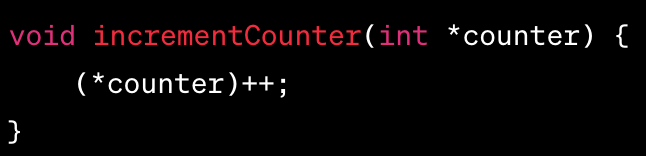 void incrementCounter(int *counter) {
    (*counter)++;
}